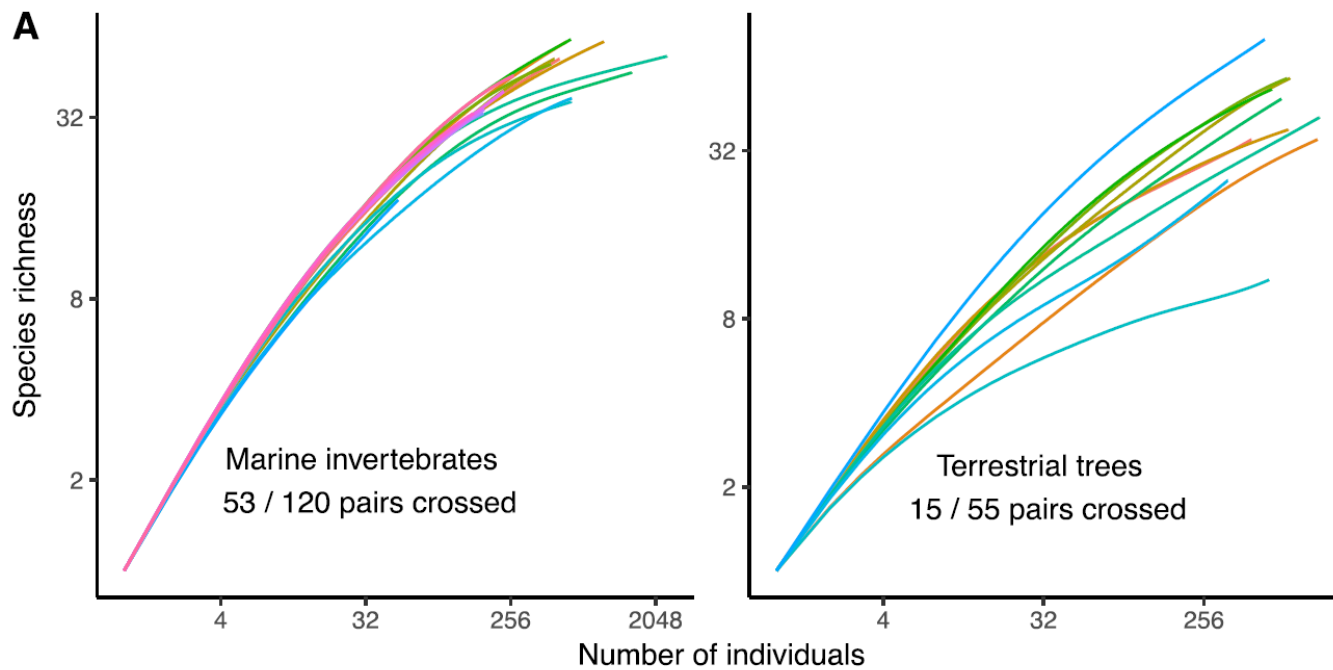 A
Species richness
32
8
2
Marine invertebrates
53 / 120 pairs crossed
4 32 256 2048
32
8
2
Terrestrial trees
15 / 55 pairs crossed
4 32 256
Number of individuals